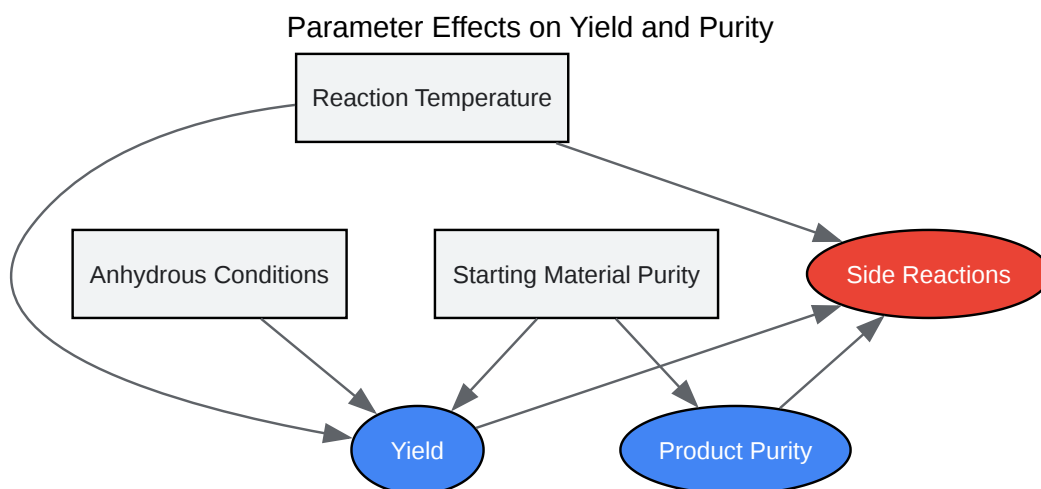 Parameter Effects on Yield and Purity
Reaction Temperature
Anhydrous Conditions
Starting Material Purity
Side Reactions
Yield
Product Purity